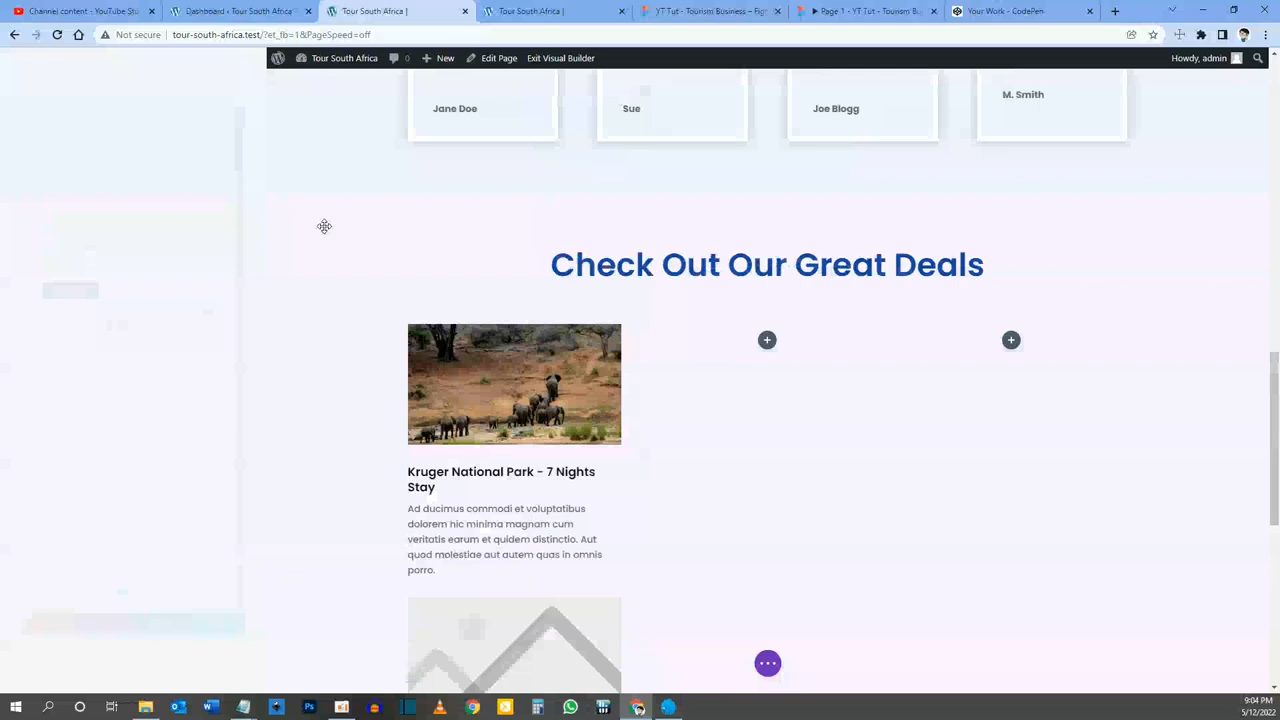 Channel content - YouTube Stu
Dashboard ‹ Tour South Africa —
Tour South Africa |
Tour South Africa |
YT Tut - Tourism Business – Figm
Page 1 - YT Tut - Tourism Bu
Your Work - CodePen
Not secure
tour-south-africa.test/?et_fb=1&PageSpeed=off
Tour South Africa
0
New
Edit Page
Exit Visual Builder
Howdy, admin
Jane Doe
Sue
Joe Blogg
M. Smith
Check Out Our Great Deals
Kruger National Park - 7 Nights
Stay
Ad ducimus commodi et voluptatibus
dolorem hic minima magnam cum
veritatis earum et quidem distinctio. Aut
quod molestiae aut autem quas in omnis
porro.
9:04 PM
5/12/2022